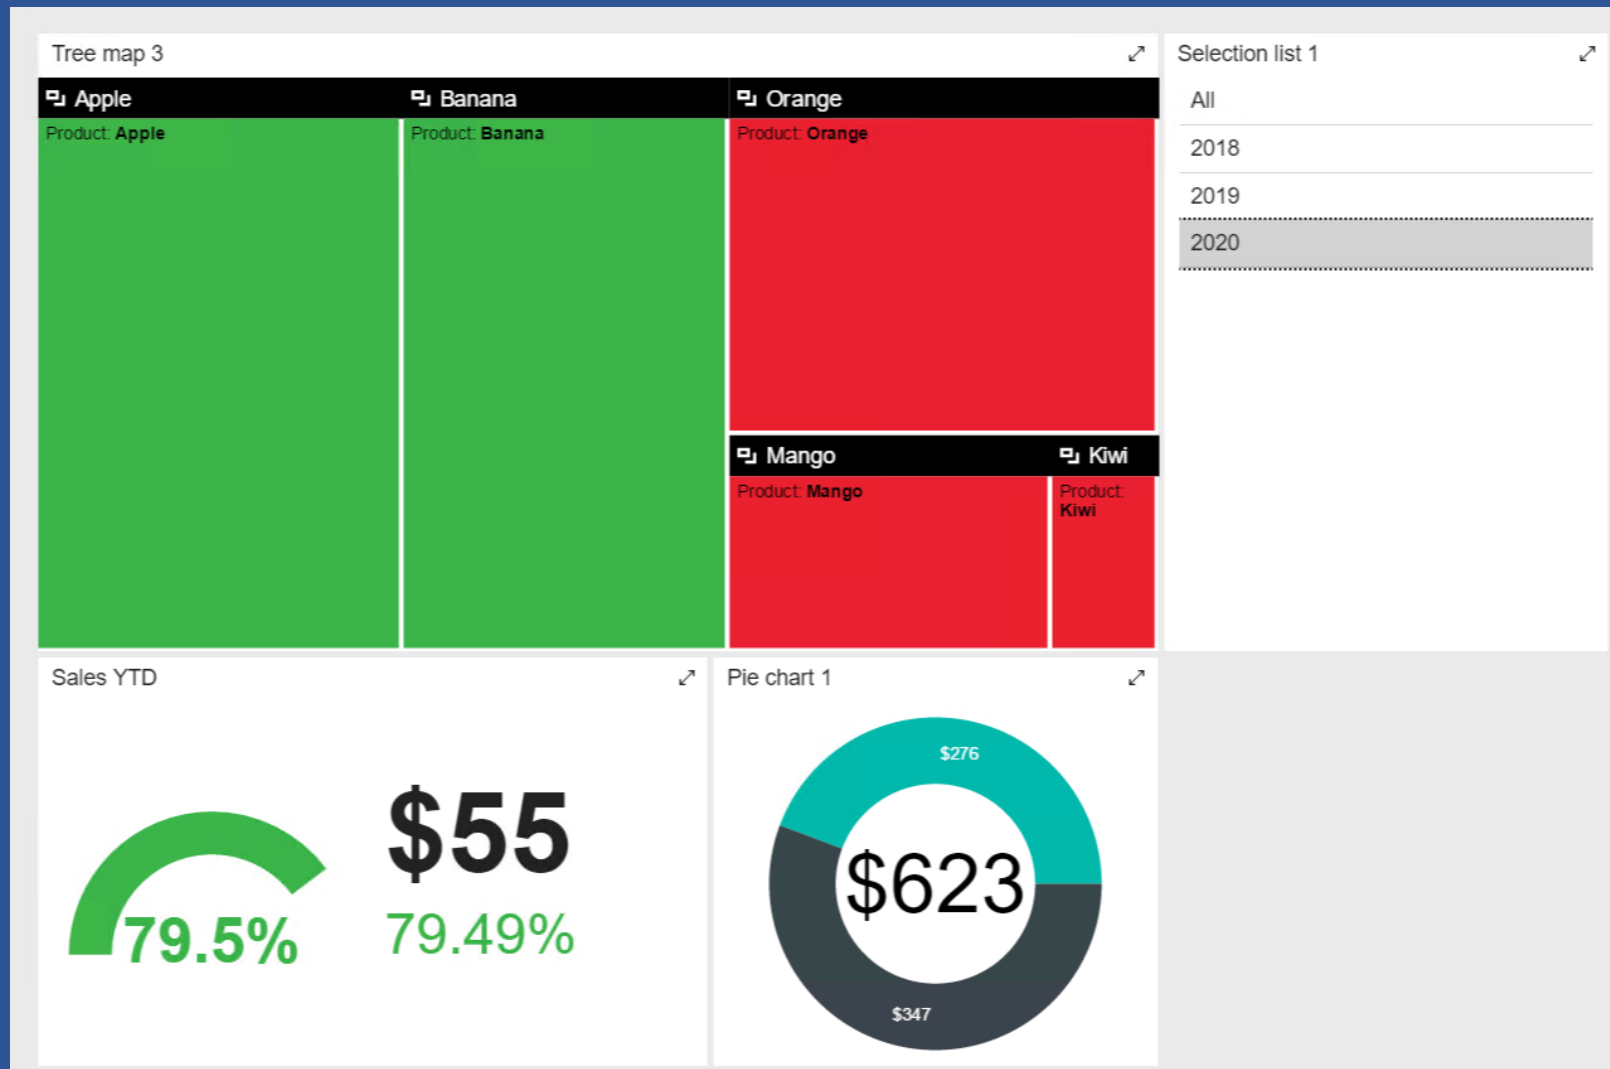 Tree map 3
Selection list 1
Apple
Banana
Orange
All
Product: Apple
Product: Banana
Product: Orange
2018
2019
2020
Mango
Kiwi
Product: Mango
Product:
Kiwi
Sales YTD
Pie chart 1
79.5%
$55
79.49%
$276
$623
$347